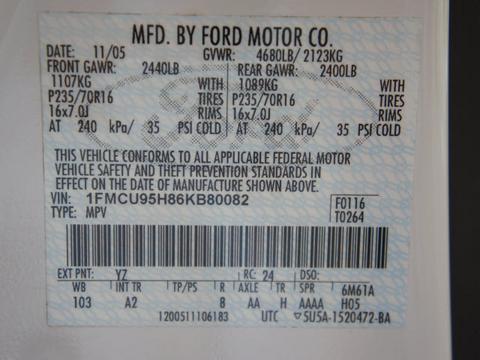 MFD. BY FORD MOTOR CO.
DATE: 11/05 GVWR: 4680LB/ 2123KG
FRONT GAWR: 2440LB REAR GAWR: 2400LB
1107KG WITH 1089KG WITH
P235/70R16 TIRES P235/70R16 TIRES
16x7.0J RIMS 16x7.0J RIMS
AT 240 kPa/ 35 PSI COLD AT 240 kPa/ 35 PSI COLD
THIS VEHICLE CONFORMS TO ALL APPLICABLE FEDERAL MOTOR
VEHICLE SAFETY AND THEFT PREVENTION STANDARDS IN
EFFECT ON THE DATE OF MANUFACTURE SHOWN ABOVE.
VIN: 1FMCU95H86KB80082 F0116
TYPE: MPV T0264
EXT PNT: YZ RC: 24 DSO:
WB INT TR TP/PS R AXLE TR SPR 6M61A
103 A2 8 AA H AAAA H05
1200511106183 UTC ▽5U5A-1520472-BA
Ford